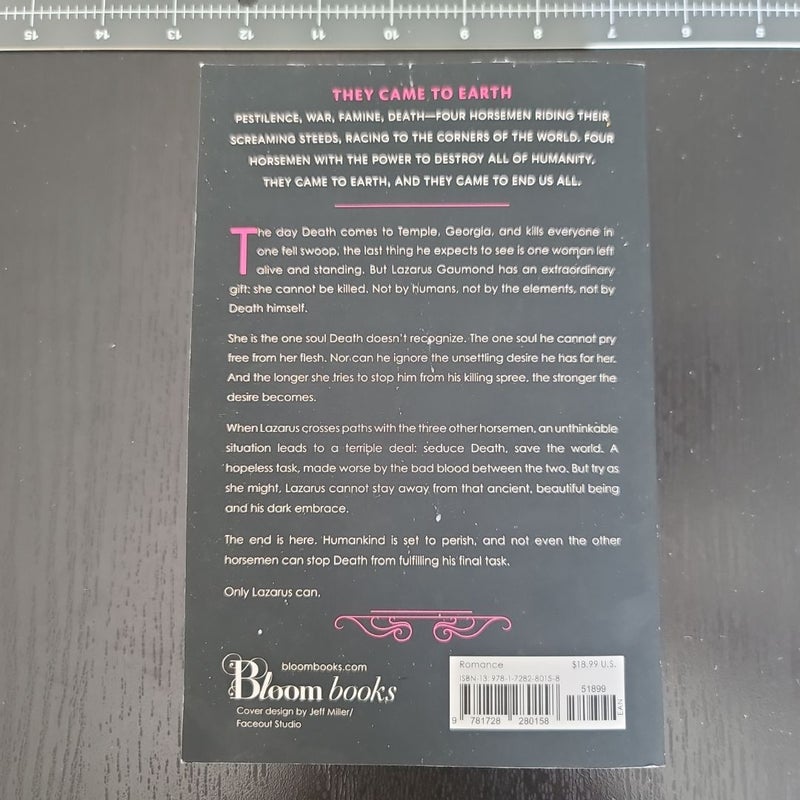 15 14 13 12 11 10 9 8 7 6 5
THEY CAME TO EARTH
PESTILENCE, WAR, FAMINE, DEATH—FOUR HORSEMEN RIDING THEIR
SCREAMING STEEDS, RACING TO THE CORNERS OF THE WORLD. FOUR
HORSEMEN WITH THE POWER TO DESTROY ALL OF HUMANITY.
THEY CAME TO EARTH, AND THEY CAME TO END US ALL.
The day Death comes to Temple, Georgia, and kills everyone in
one fell swoop, the last thing he expects to see is one woman left
alive and standing. But Lazarus Gaumond has an extraordinary
gift: she cannot be killed. Not by humans, not by the elements, not by
Death himself.
She is the one soul Death doesn't recognize. The one soul he cannot pry
free from her flesh. Nor can he ignore the unsettling desire he has for her.
And the longer she tries to stop him from his killing spree, the stronger the
desire becomes.
When Lazarus crosses paths with the three other horsemen, an unthinkable
situation leads to a terrible deal: seduce Death, save the world. A
hopeless task, made worse by the bad blood between the two. But try as
she might, Lazarus cannot stay away from that ancient, beautiful being
and his dark embrace.
The end is here. Humankind is set to perish, and not even the other
horsemen can stop Death from fulfilling his final task.
Only Lazarus can.
bloombooks.com
Bloom books
Cover design by Jeff Miller/
Faceout Studio
Romance $18.99 U.S.
ISBN-13: 978-1-7282-8015-8
51899
EAN
9 781728 280158